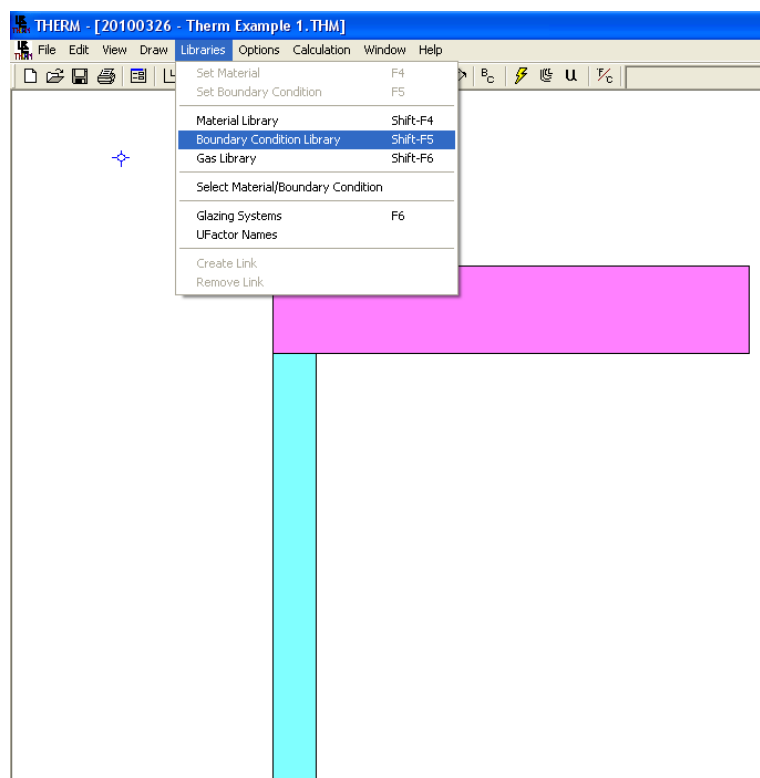 THERM - [20100326 - Therm Example 1.THM]
File Edit View Draw Libraries Options Calculation Window Help
BC U F/C
Set Material F4
Set Boundary Condition F5
Material Library Shift-F4
Boundary Condition Library Shift-F5
Gas Library Shift-F6
Select Material/Boundary Condition
Glazing Systems F6
UFactor Names
Create Link
Remove Link